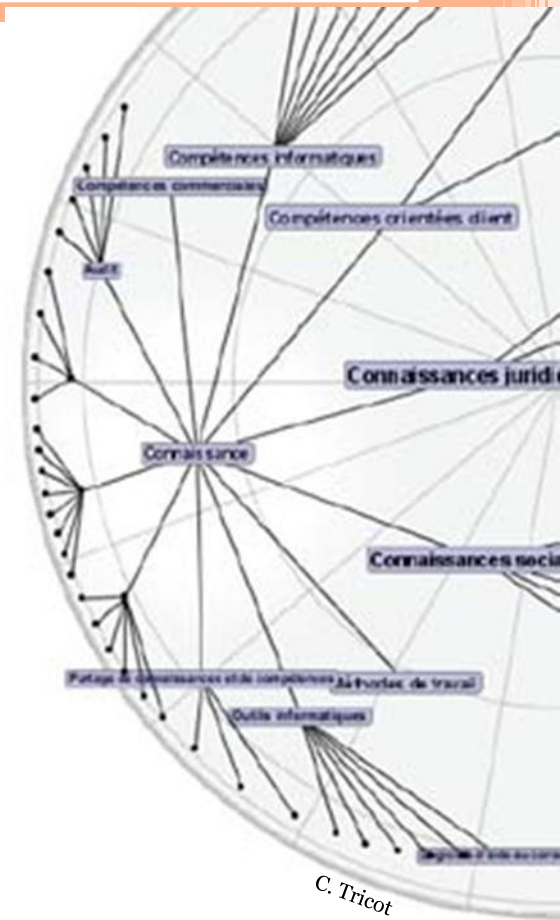 Compétences informatiques
Compétences commerciales
Compétences orientées client
Audit
Connaissances juridi
Connaissance
Connaissances socia
Partage de connaissances et de compétences
Méthodes de travail
Outils informatiques
C. Tricot